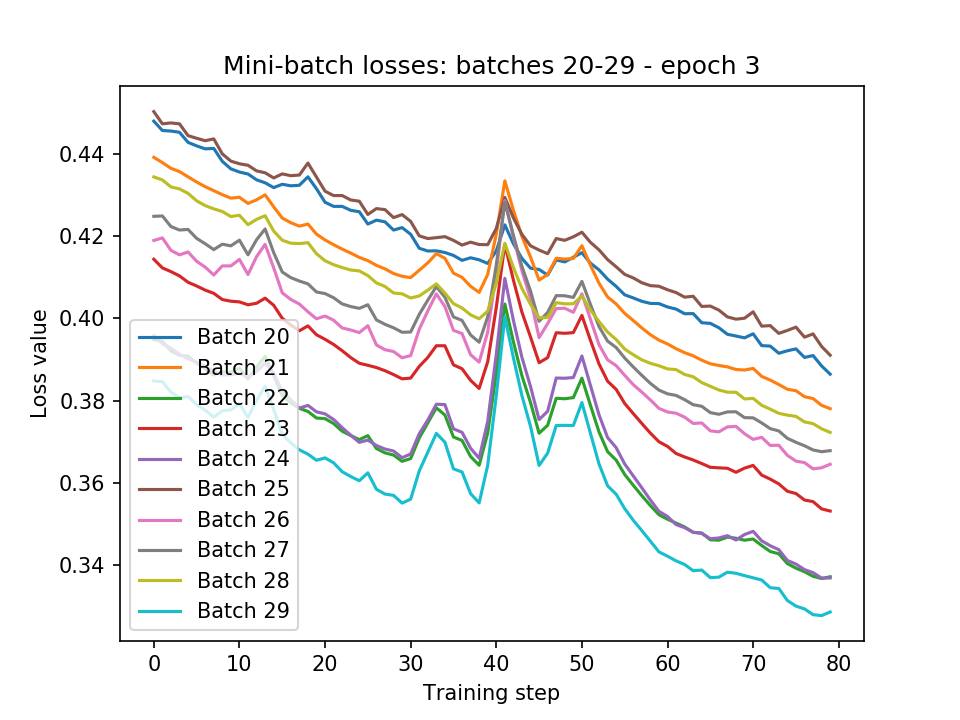 Mini-batch losses: batches 20-29 - epoch 3
Loss value
0.44
0.42
0.40
0.38
0.36
0.34
Batch 20
Batch 21
Batch 22
Batch 23
Batch 24
Batch 25
Batch 26
Batch 27
Batch 28
Batch 29
0 10 20 30 40 50 60 70 80
Training step